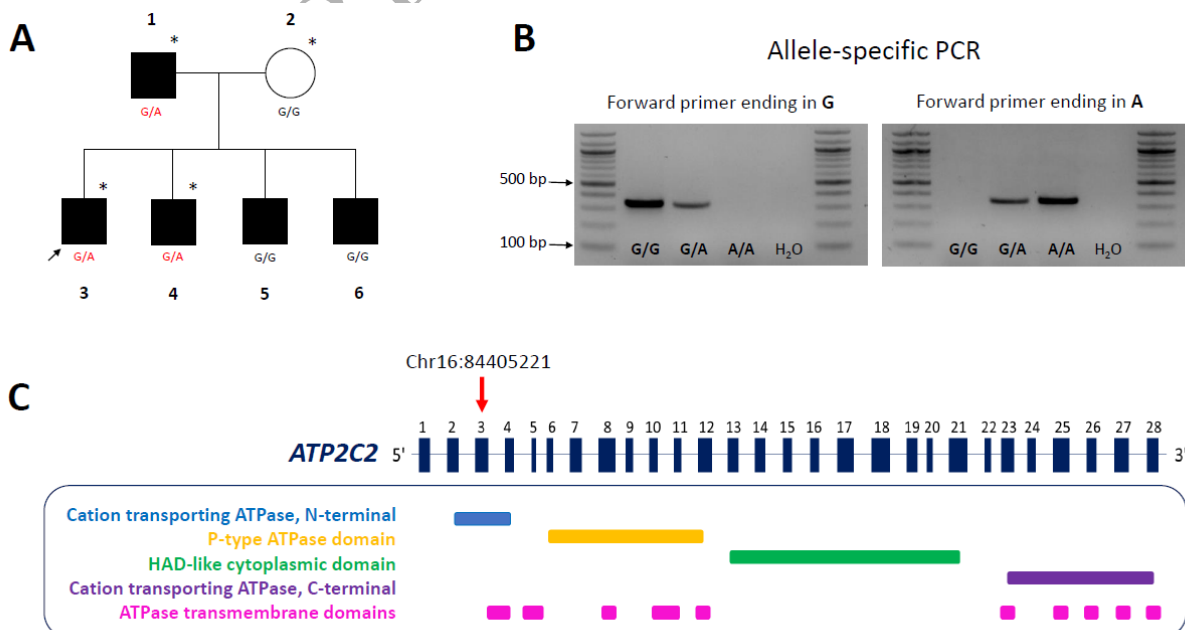 A
1
*
2
*
G/A
G/G
*
*
G/A
G/A
G/G
G/G
3
4
5
6
B
Allele-specific PCR
Forward primer ending in G
Forward primer ending in A
500 bp
100 bp
G/G G/A A/A H₂O
G/G G/A A/A H₂O
C
Chr16:84405221
1 2 3 4 5 6 7 8 9 10 11 12 13 14 15 16 17 18 19 20 21 22 23 24 25 26 27 28
ATP2C2 5' 3'
Cation transporting ATPase, N-terminal
P-type ATPase domain
HAD-like cytoplasmic domain
Cation transporting ATPase, C-terminal
ATPase transmembrane domains